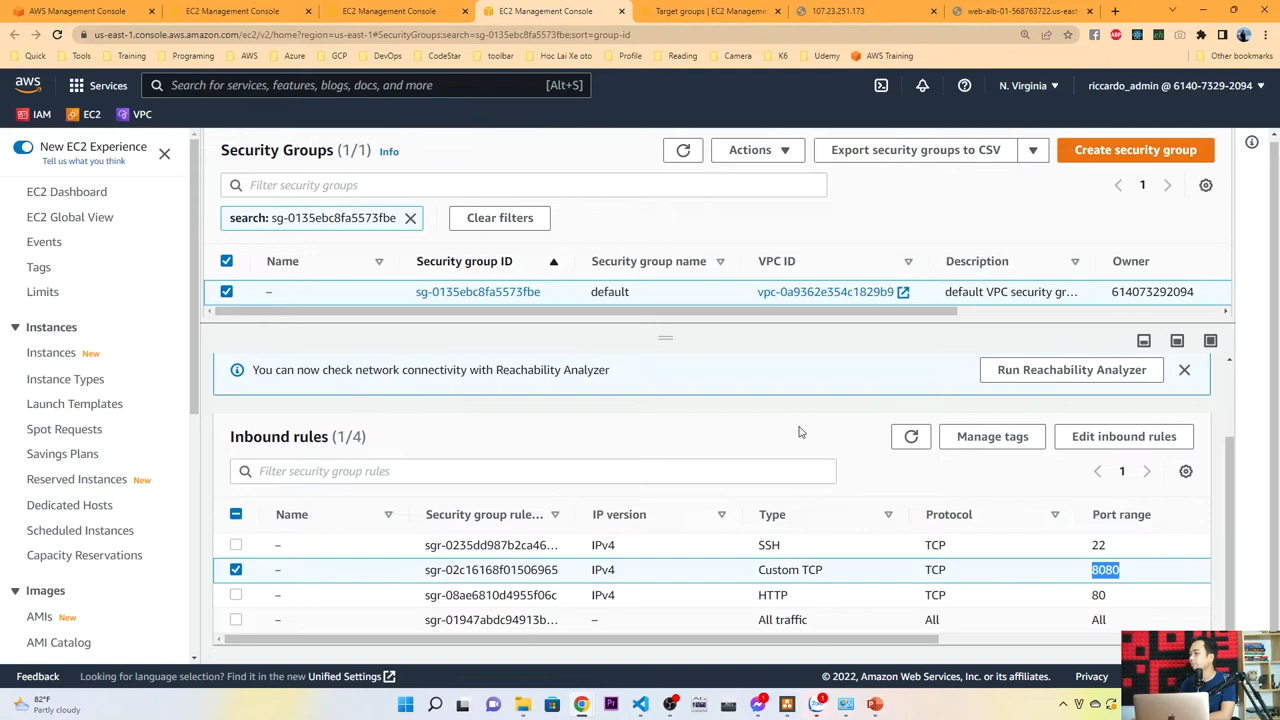 AWS Management Console
EC2 Management Console
EC2 Management Console
EC2 Management Console
Target groups | EC2 Managemen
107.23.251.173
web-alb-01-568763722.us-east-
us-east-1.console.aws.amazon.com/ec2/v2/home?region=us-east-1#SecurityGroups:search=sg-0135ebc8fa5573fbe;sort=group-id
Quick Tools Training Programing AWS Azure GCP DevOps CodeStar toolbar Hoc Lai Xe oto Profile Reading Camera K6 Udemy AWS Training Other bookmarks
aws Services Search for services, features, blogs, docs, and more [Alt+S] N. Virginia riccardo_admin @ 6140-7329-2094
IAM EC2 VPC
New EC2 Experience
Tell us what you think
EC2 Dashboard
EC2 Global View
Events
Tags
Limits
Instances
Instances New
Instance Types
Launch Templates
Spot Requests
Savings Plans
Reserved Instances New
Dedicated Hosts
Scheduled Instances
Capacity Reservations
Images
AMIs New
AMI Catalog
Security Groups (1/1) Info Actions Export security groups to CSV Create security group
Filter security groups 1
search: sg-0135ebc8fa5573fbe Clear filters
Name Security group ID Security group name VPC ID Description Owner
– sg-0135ebc8fa5573fbe default vpc-0a9362e354c1829b9 default VPC security gr... 614073292094
You can now check network connectivity with Reachability Analyzer Run Reachability Analyzer
Inbound rules (1/4) Manage tags Edit inbound rules
Filter security group rules 1
Name Security group rule... IP version Type Protocol Port range
– sgr-0235dd987b2ca46... IPv4 SSH TCP 22
– sgr-02c16168f01506965 IPv4 Custom TCP TCP 8080
– sgr-08ae6810d4955f06c IPv4 HTTP TCP 80
– sgr-01947abdc94913b... – All traffic All All
Feedback Looking for language selection? Find it in the new Unified Settings © 2022, Amazon Web Services, Inc. or its affiliates. Privacy
82°F
Partly cloudy